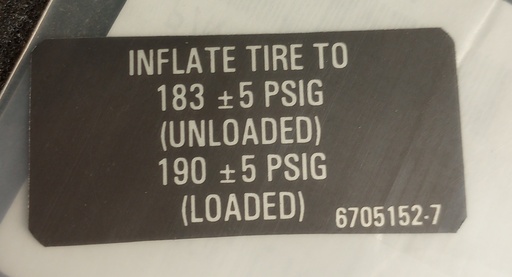 INFLATE TIRE TO
183 ±5 PSIG
(UNLOADED)
190 ±5 PSIG
(LOADED)
6705152-7